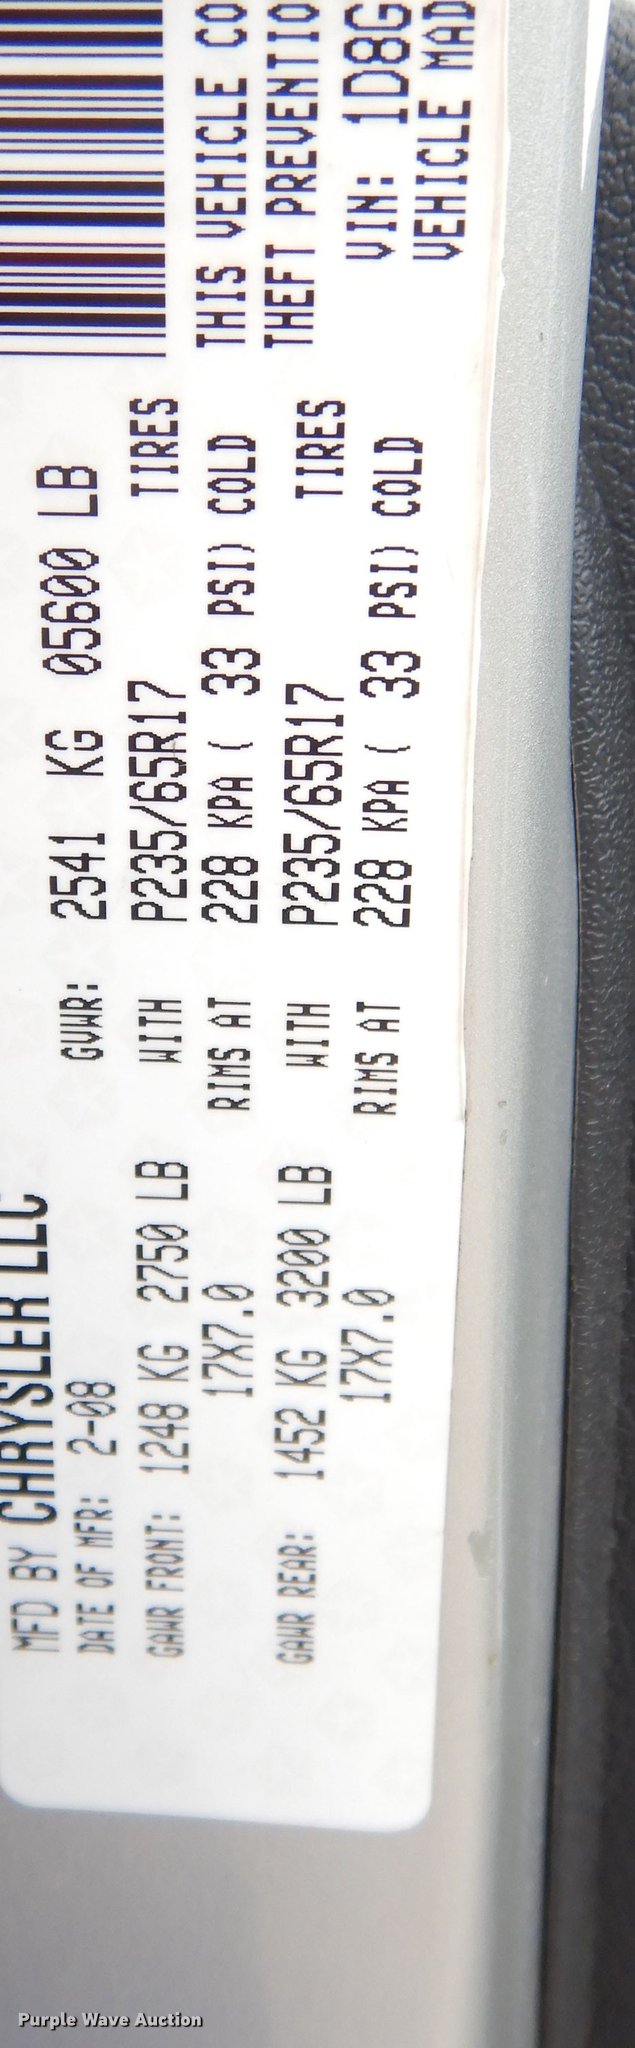 MFD BY CHRYSLER LLC
DATE OF MFR: 2-08 GVWR: 2541 KG 05600 LB
GAWR FRONT: 1248 KG 2750 LB WITH P235/65R17 TIRES
17X7.0 RIMS AT 228 KPA ( 33 PSI) COLD
GAWR REAR: 1452 KG 3200 LB WITH P235/65R17 TIRES
17X7.0 RIMS AT 228 KPA ( 33 PSI) COLD
THIS VEHICLE CO
THEFT PREVENTIO
VIN: 1D8G
VEHICLE MAD
Purple Wave Auction